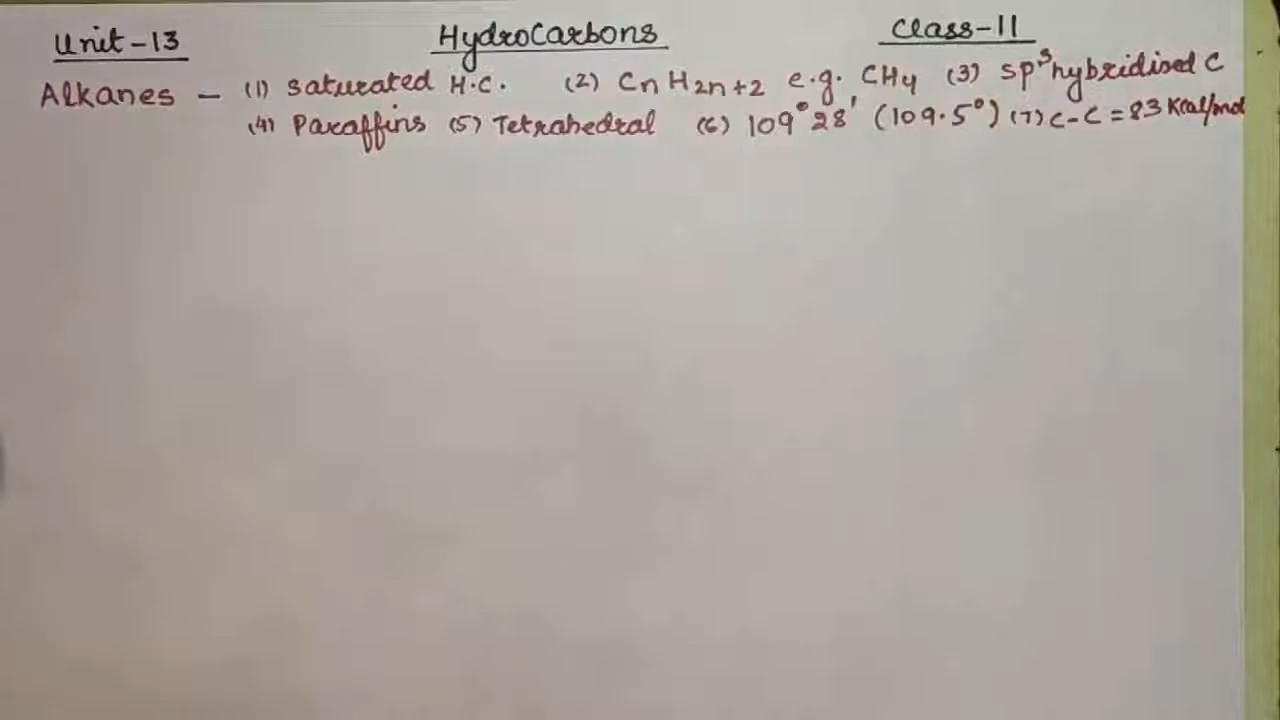 Unit-13 Hydrocarbons Class-11
Alkanes - (1) Saturated H.C. (2) CnH2n+2 e.g. CH4 (3) sp3 hybridised C
(4) Paraffins (5) Tetrahedral (6) 109°28' (109.5°) (7) C-C = 83 Kcal/mol